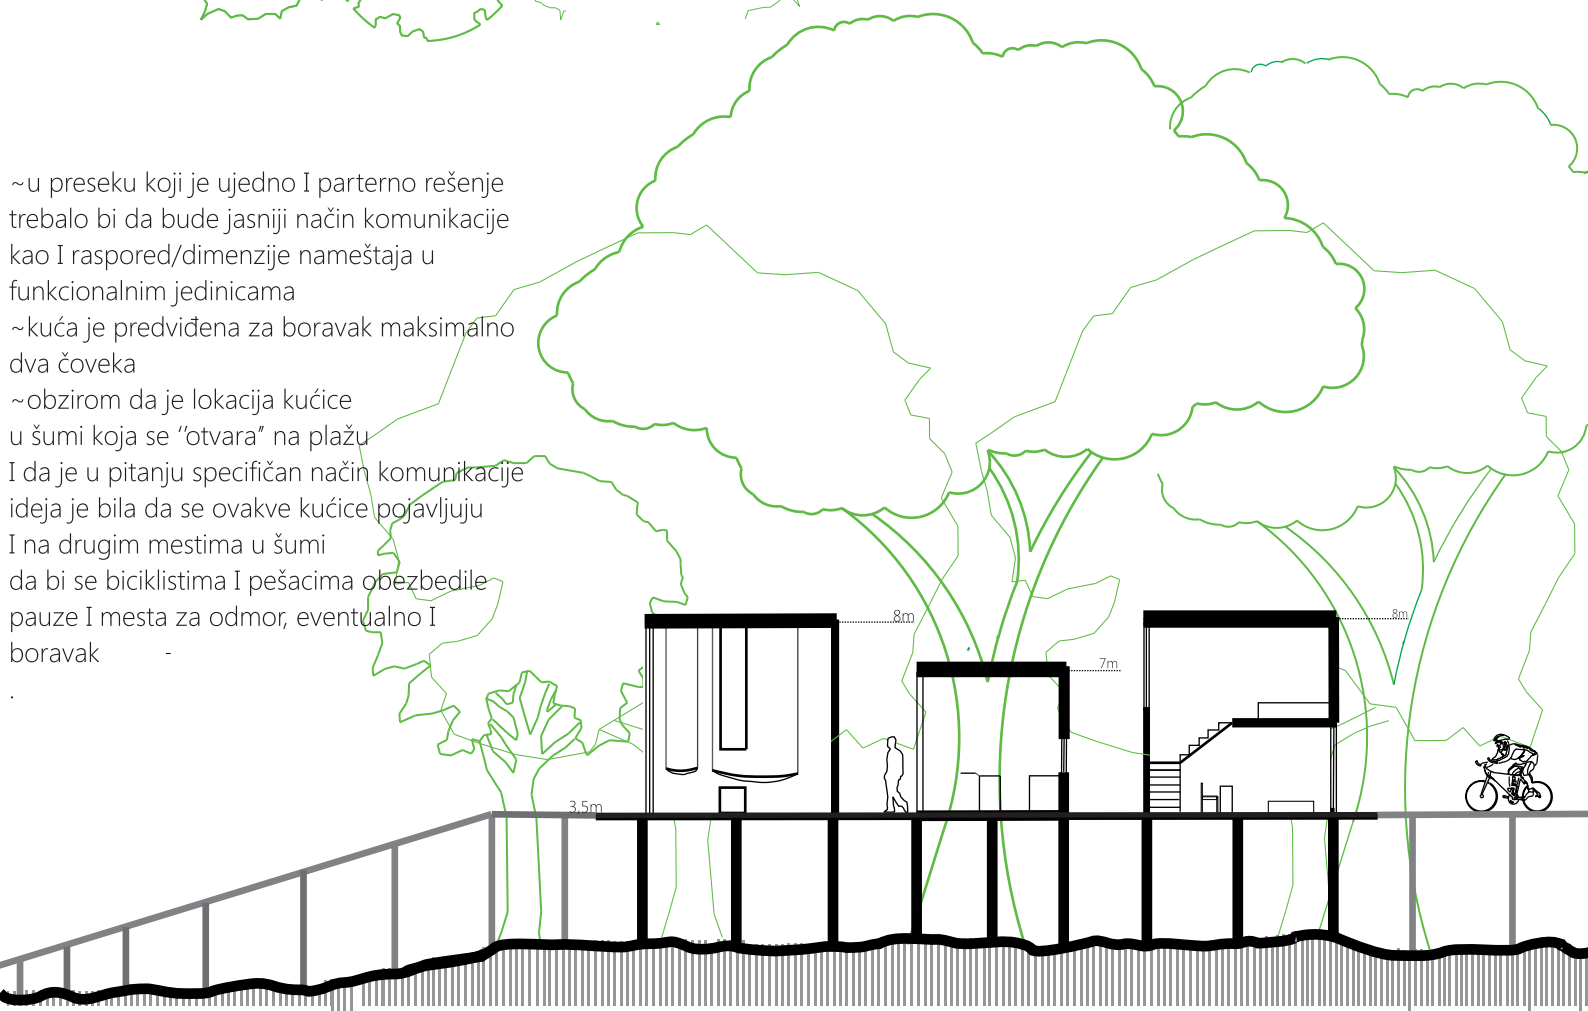 ~u preseku koji je ujedno I parterno rešenje
trebalo bi da bude jasniji način komunikacije
kao I raspored/dimenzije nameštaja u
funkcionalnim jedinicama
~kuća je predviđena za boravak maksimalno
dva čoveka
~obzirom da je lokacija kućice
u šumi koja se ‘’otvara’’ na plažu
I da je u pitanju specifičan način komunikacije
ideja je bila da se ovakve kućice pojavljuju
I na drugim mestima u šumi
da bi se biciklistima I pešacima obezbedile
pauze I mesta za odmor, eventualno I
boravak -
.
8m
8m
7m
3,5m